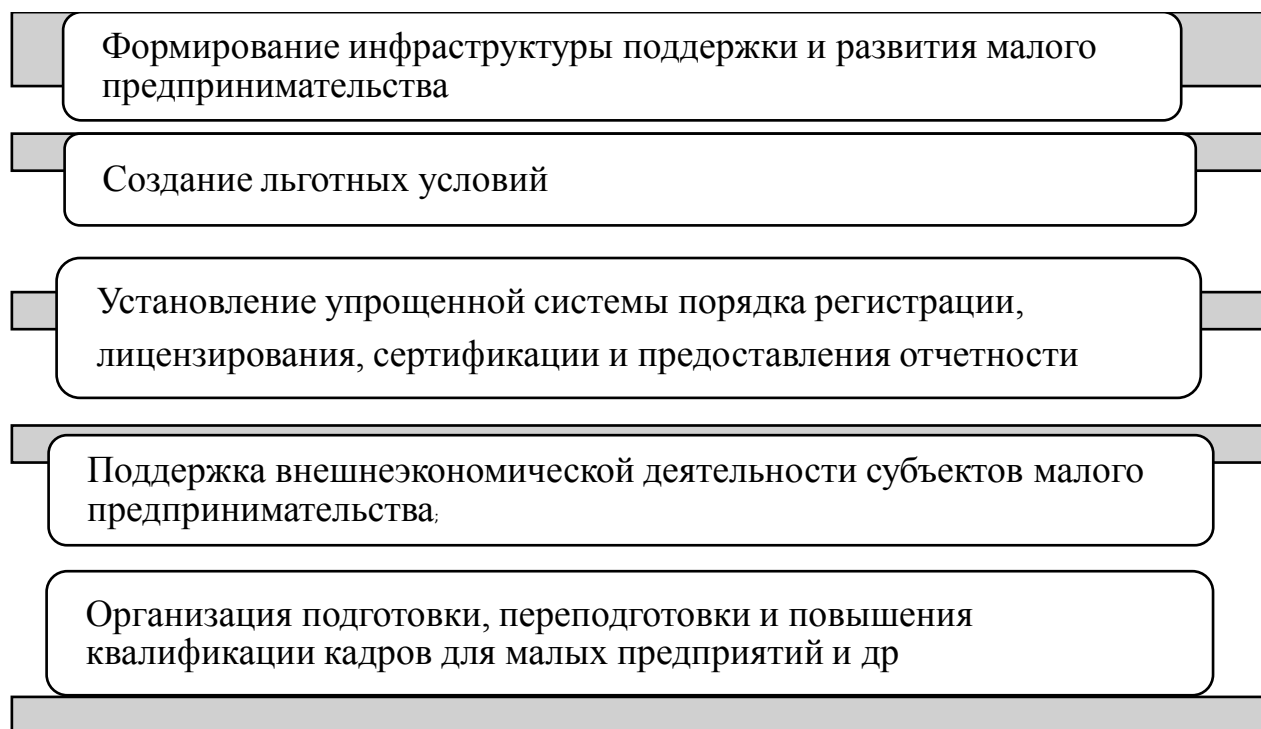 Формирование инфраструктуры поддержки и развития малого
предпринимательства
Создание льготных условий
Установление упрощенной системы порядка регистрации,
лицензирования, сертификации и предоставления отчетности
Поддержка внешнеэкономической деятельности субъектов малого
предпринимательства;
Организация подготовки, переподготовки и повышения
квалификации кадров для малых предприятий и др